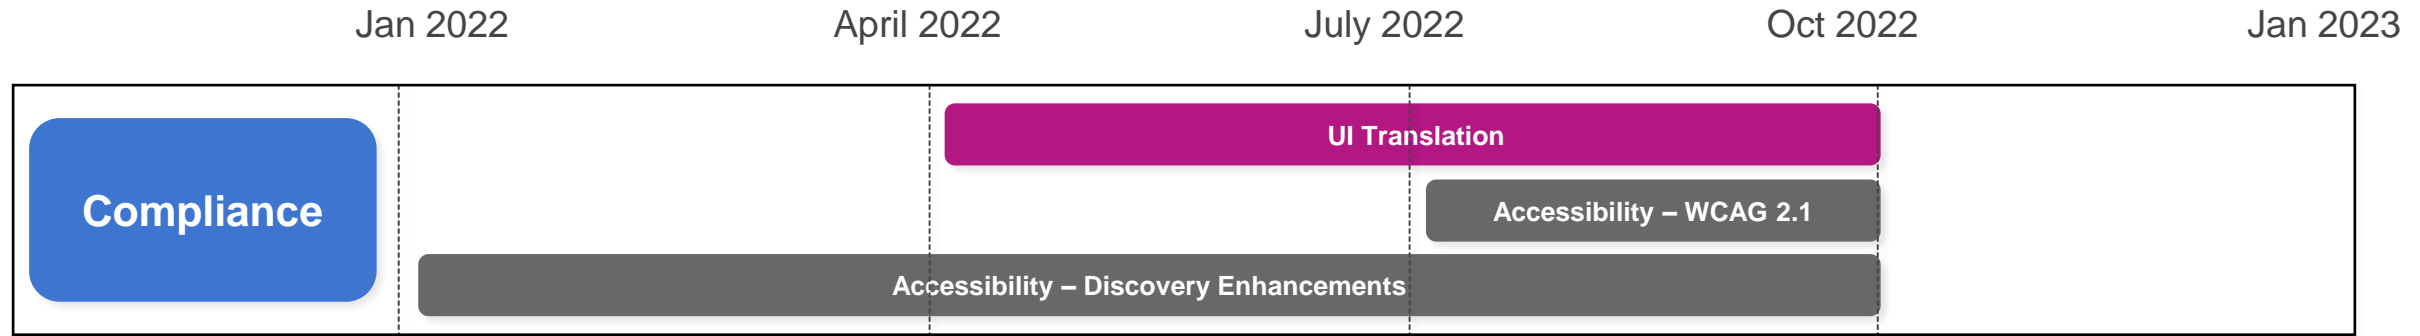 Jan 2022
April 2022
July 2022
Oct 2022
Jan 2023
Compliance
UI Translation
Accessibility – WCAG 2.1
Accessibility – Discovery Enhancements